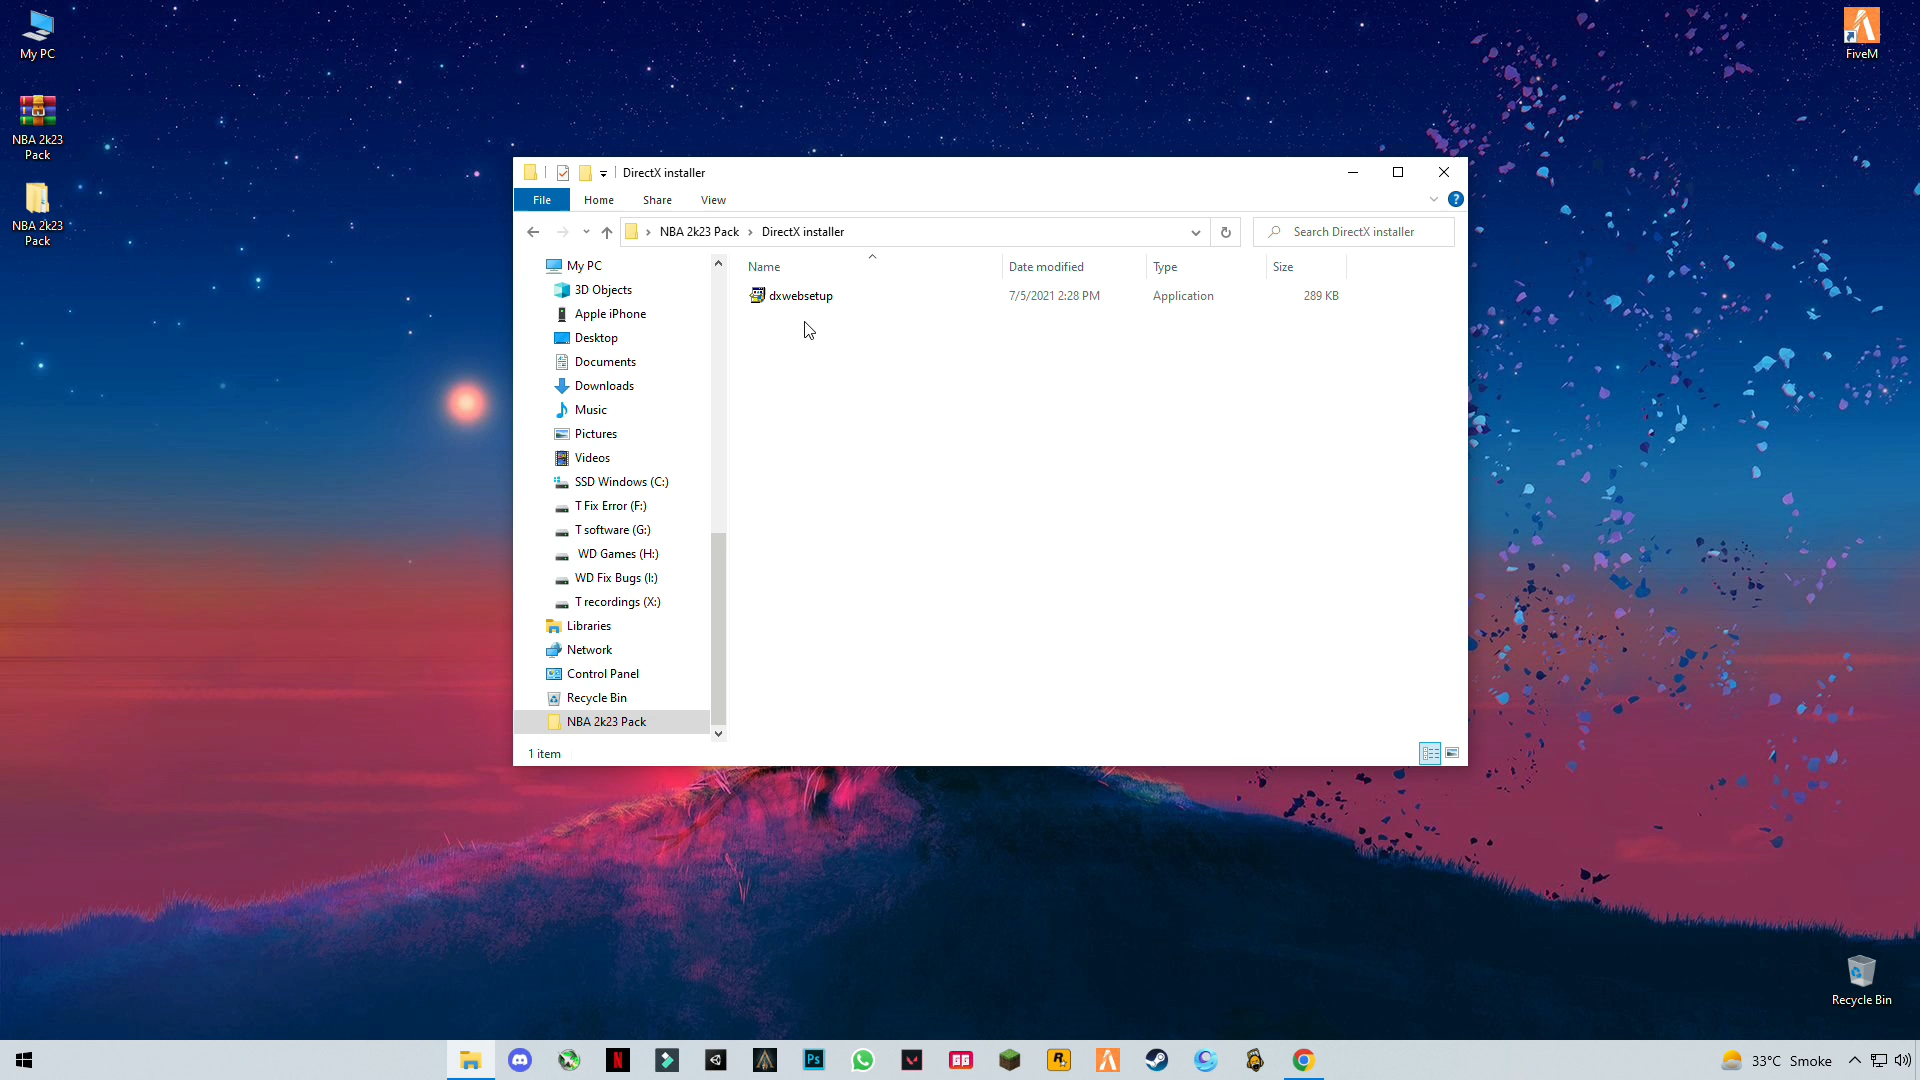 My PC
NBA 2k23
Pack
NBA 2k23
Pack
FiveM
DirectX installer
File
Home
Share
View
NBA 2k23 Pack
DirectX installer
Search DirectX installer
Name
Date modified
Type
Size
dxwebsetup
7/5/2021 2:28 PM
Application
289 KB
My PC
3D Objects
Apple iPhone
Desktop
Documents
Downloads
Music
Pictures
Videos
SSD Windows (C:)
T Fix Error (F:)
T software (G:)
WD Games (H:)
WD Fix Bugs (I:)
T recordings (X:)
Libraries
Network
Control Panel
Recycle Bin
NBA 2k23 Pack
1 item
Recycle Bin
Ps
33°C Smoke